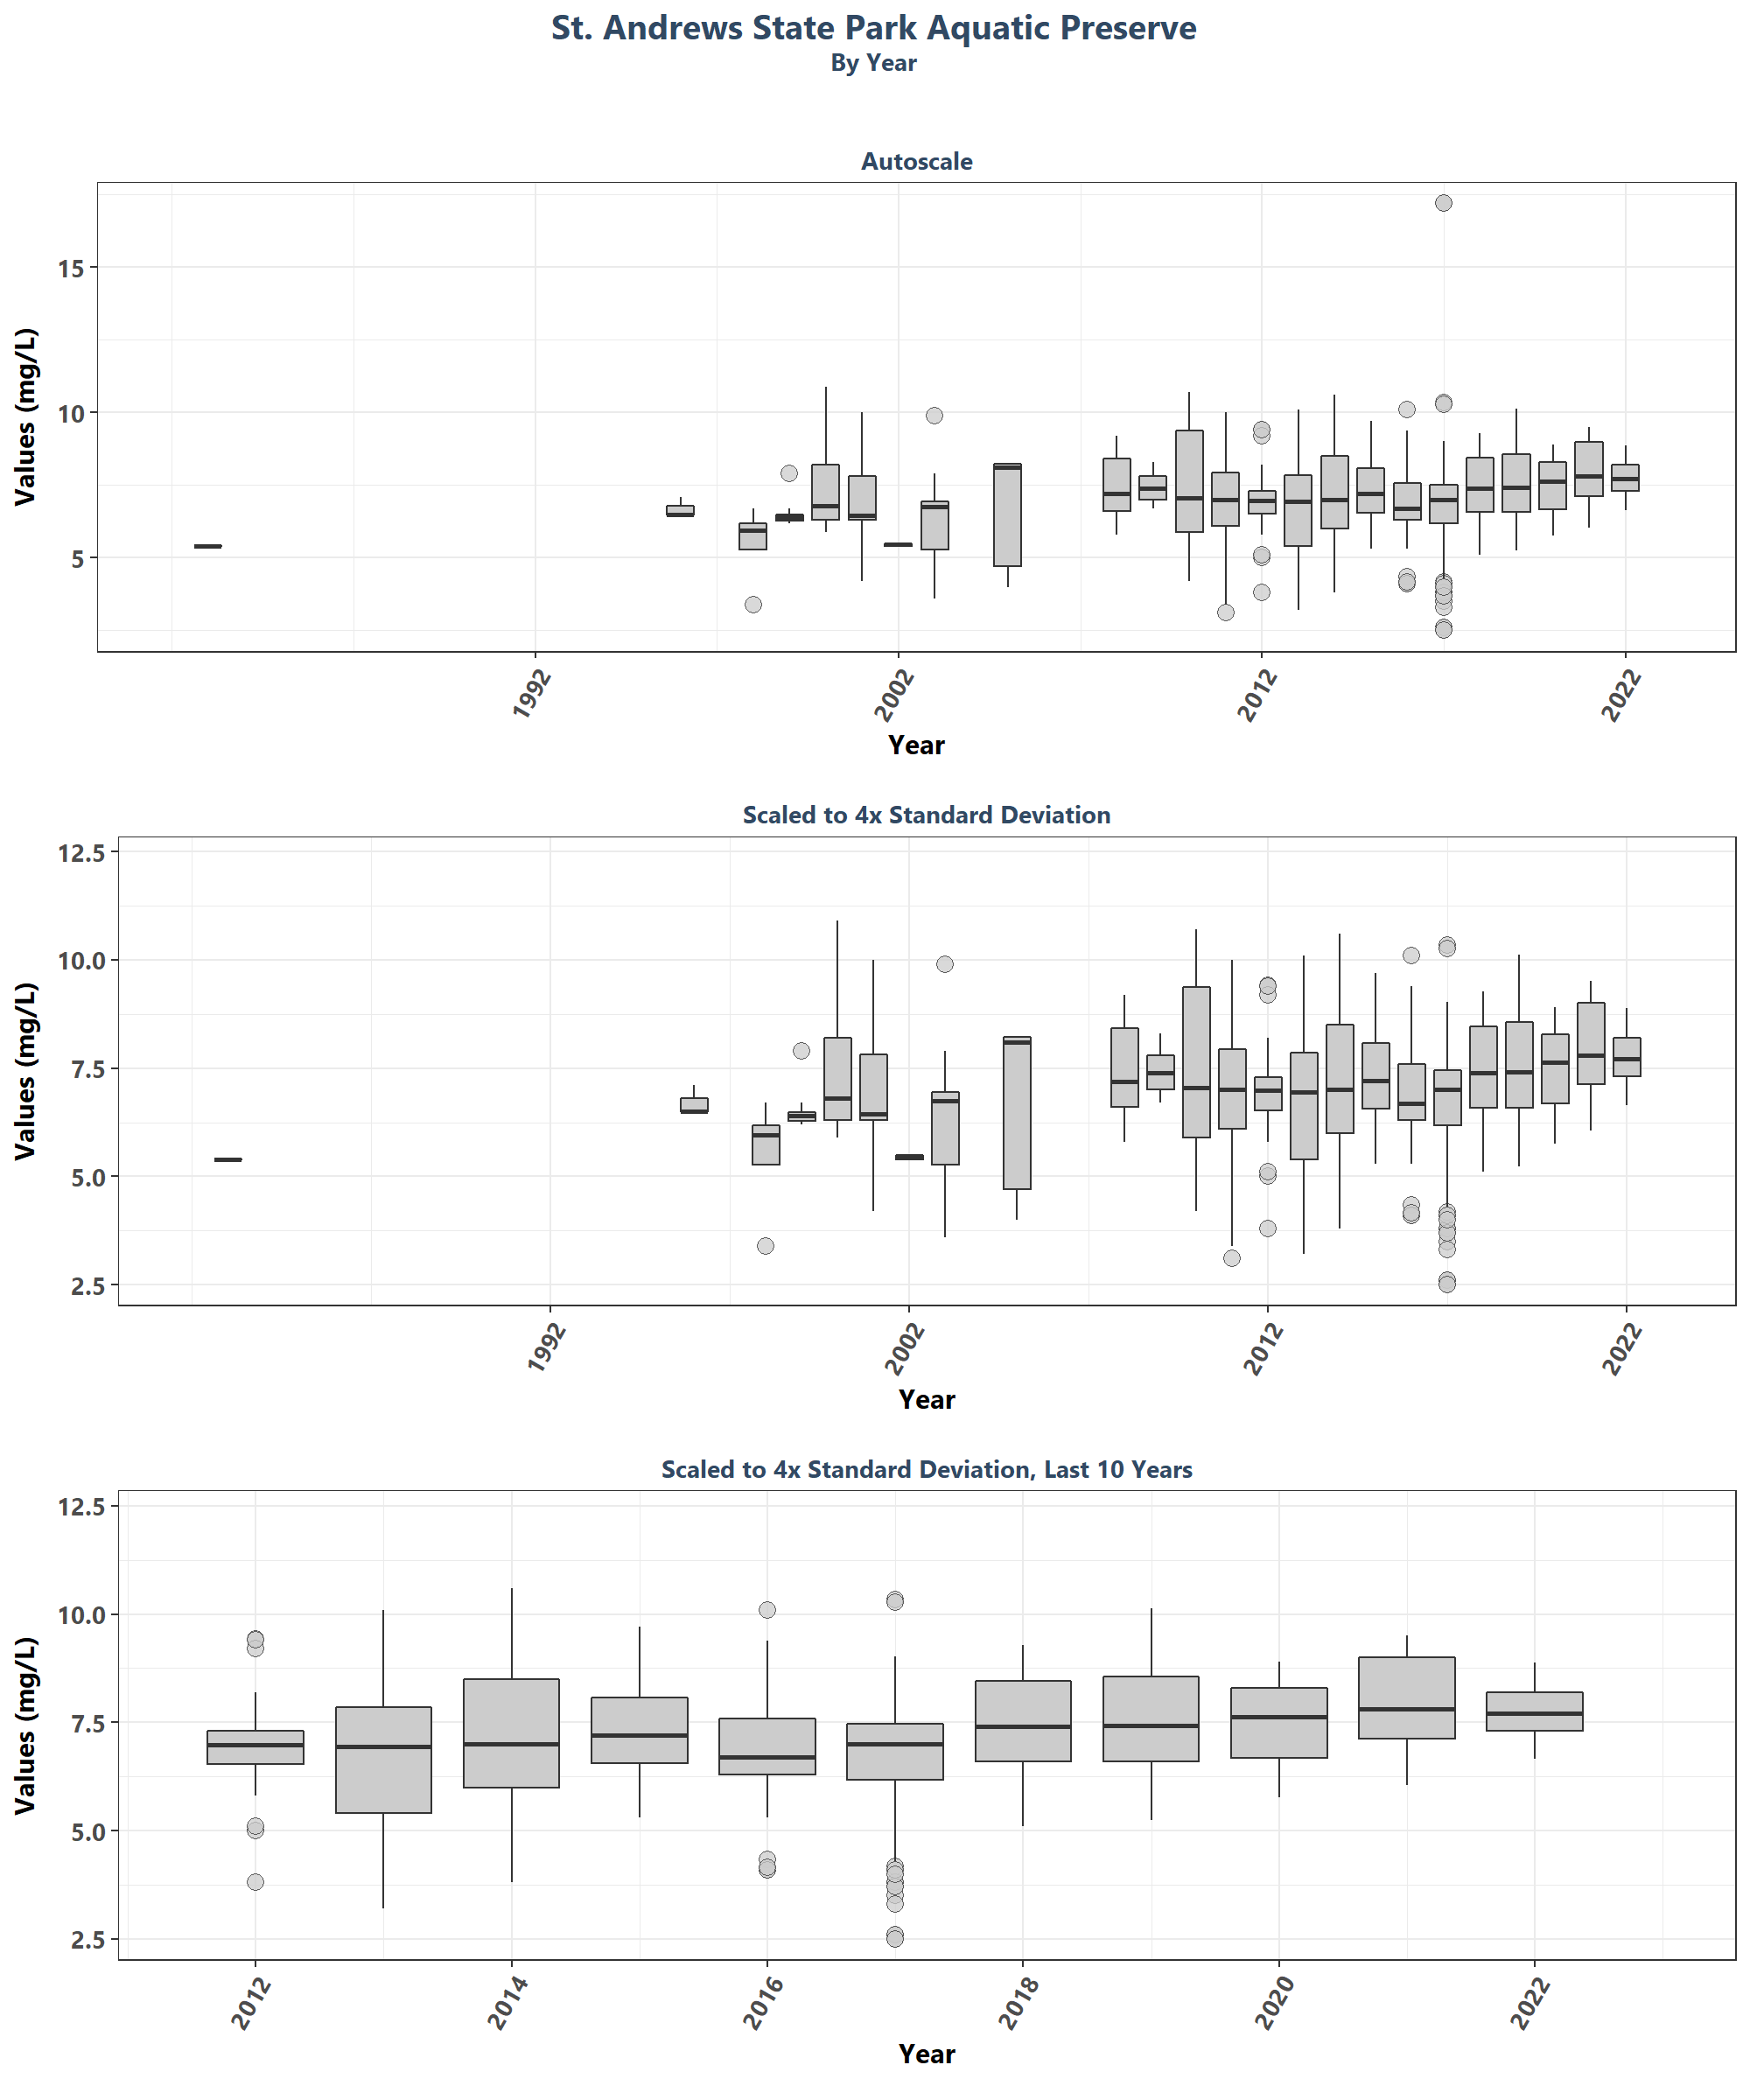 St. Andrews State Park Aquatic Preserve
By Year
Autoscale
Values (mg/L)
15
10
5
1992
2002
2012
2022
Year
Scaled to 4x Standard Deviation
Values (mg/L)
12.5
10.0
7.5
5.0
2.5
1992
2002
2012
2022
Year
Scaled to 4x Standard Deviation, Last 10 Years
Values (mg/L)
12.5
10.0
7.5
5.0
2.5
2012
2014
2016
2018
2020
2022
Year